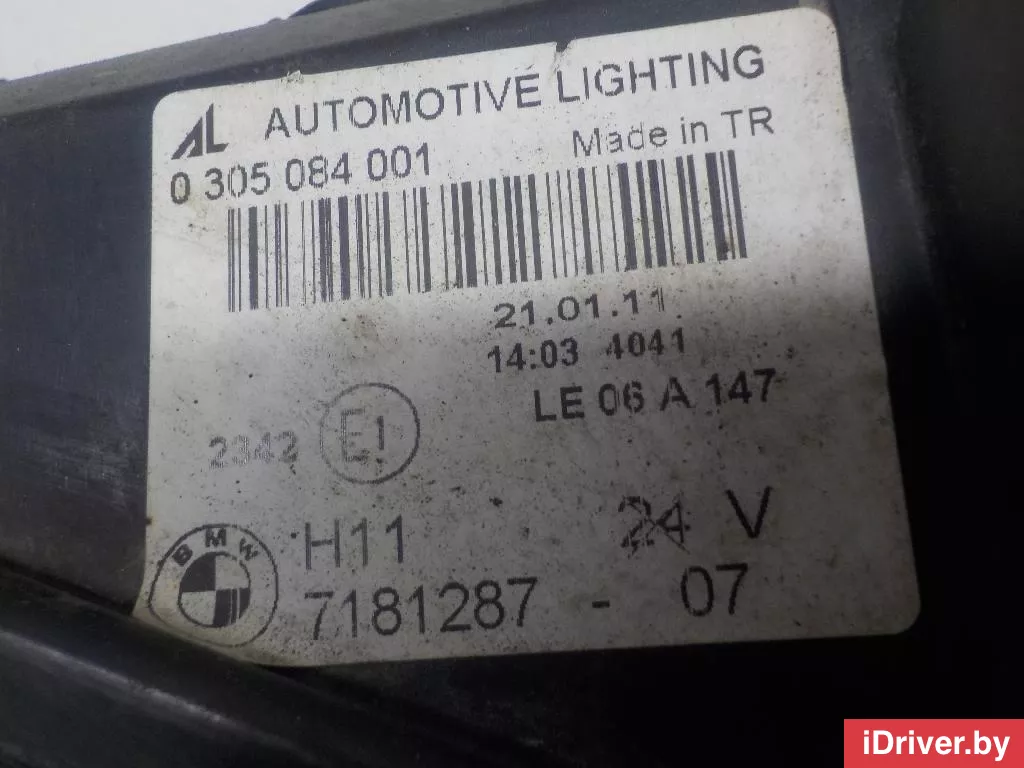 AL AUTOMOTIVE LIGHTING
0 305 084 001 Made in TR
21.01.11
14:03 4041
LE 06 A 147
2342 E1
BMW H11 24 V
7181287 - 07
iDriver.by